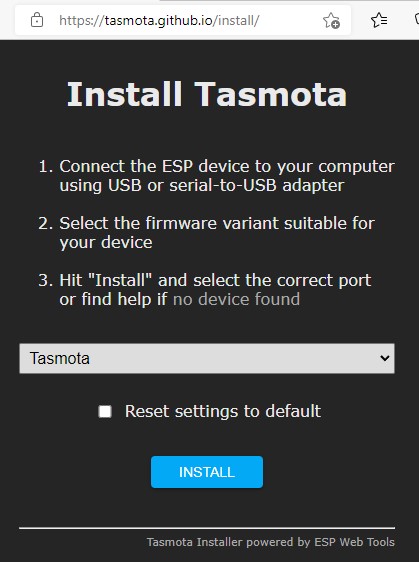 https://tasmota.github.io/install/
Install Tasmota
1. Connect the ESP device to your computer
using USB or serial-to-USB adapter
2. Select the firmware variant suitable for
your device
3. Hit "Install" and select the correct port
or find help if no device found
Tasmota
Reset settings to default
INSTALL
Tasmota Installer powered by ESP Web Tools